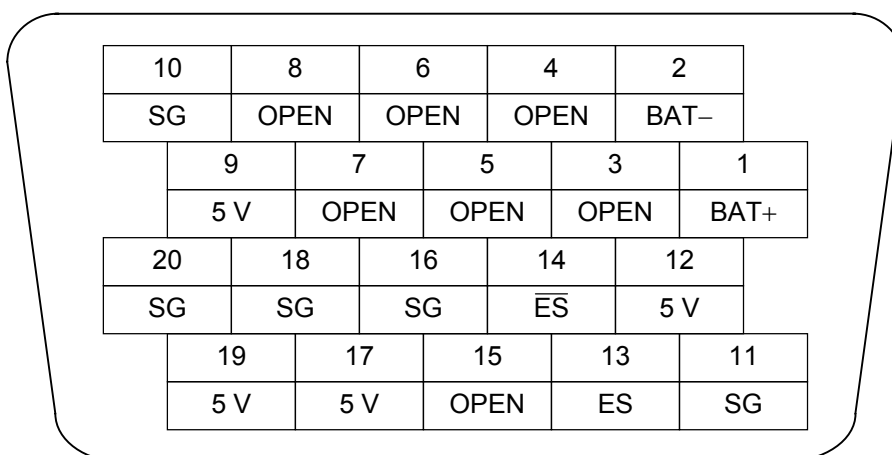 10 8 6 4 2
SG OPEN OPEN OPEN BAT−
9 7 5 3 1
5 V OPEN OPEN OPEN BAT+
20 18 16 14 12
SG SG SG E̅S̅ 5 V
19 17 15 13 11
5 V 5 V OPEN ES SG